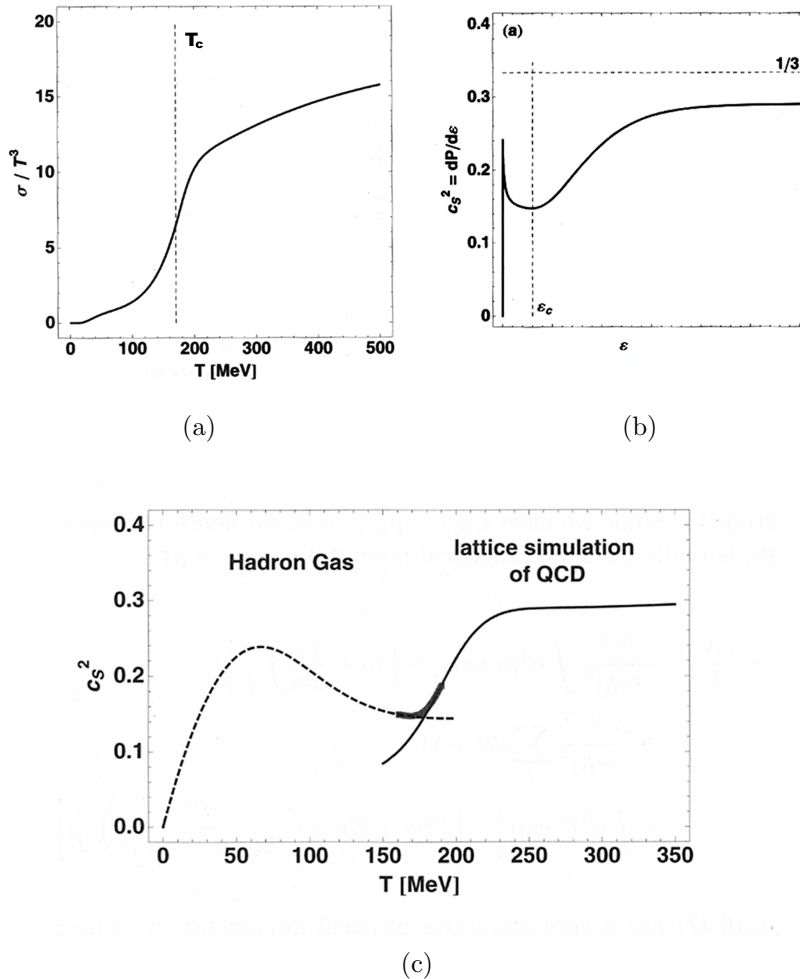 20
15
10
5
0
σ / T³
T_c
0
100
200
300
400
500
T [MeV]
(a)
0.4
0.3
0.2
0.1
0
c_S² = dP/dε
(a)
1/3
ε_c
ε
(b)
0.4
0.3
0.2
0.1
0.0
c_S²
Hadron Gas
lattice simulation
of QCD
0
50
100
150
200
250
300
350
T [MeV]
(c)